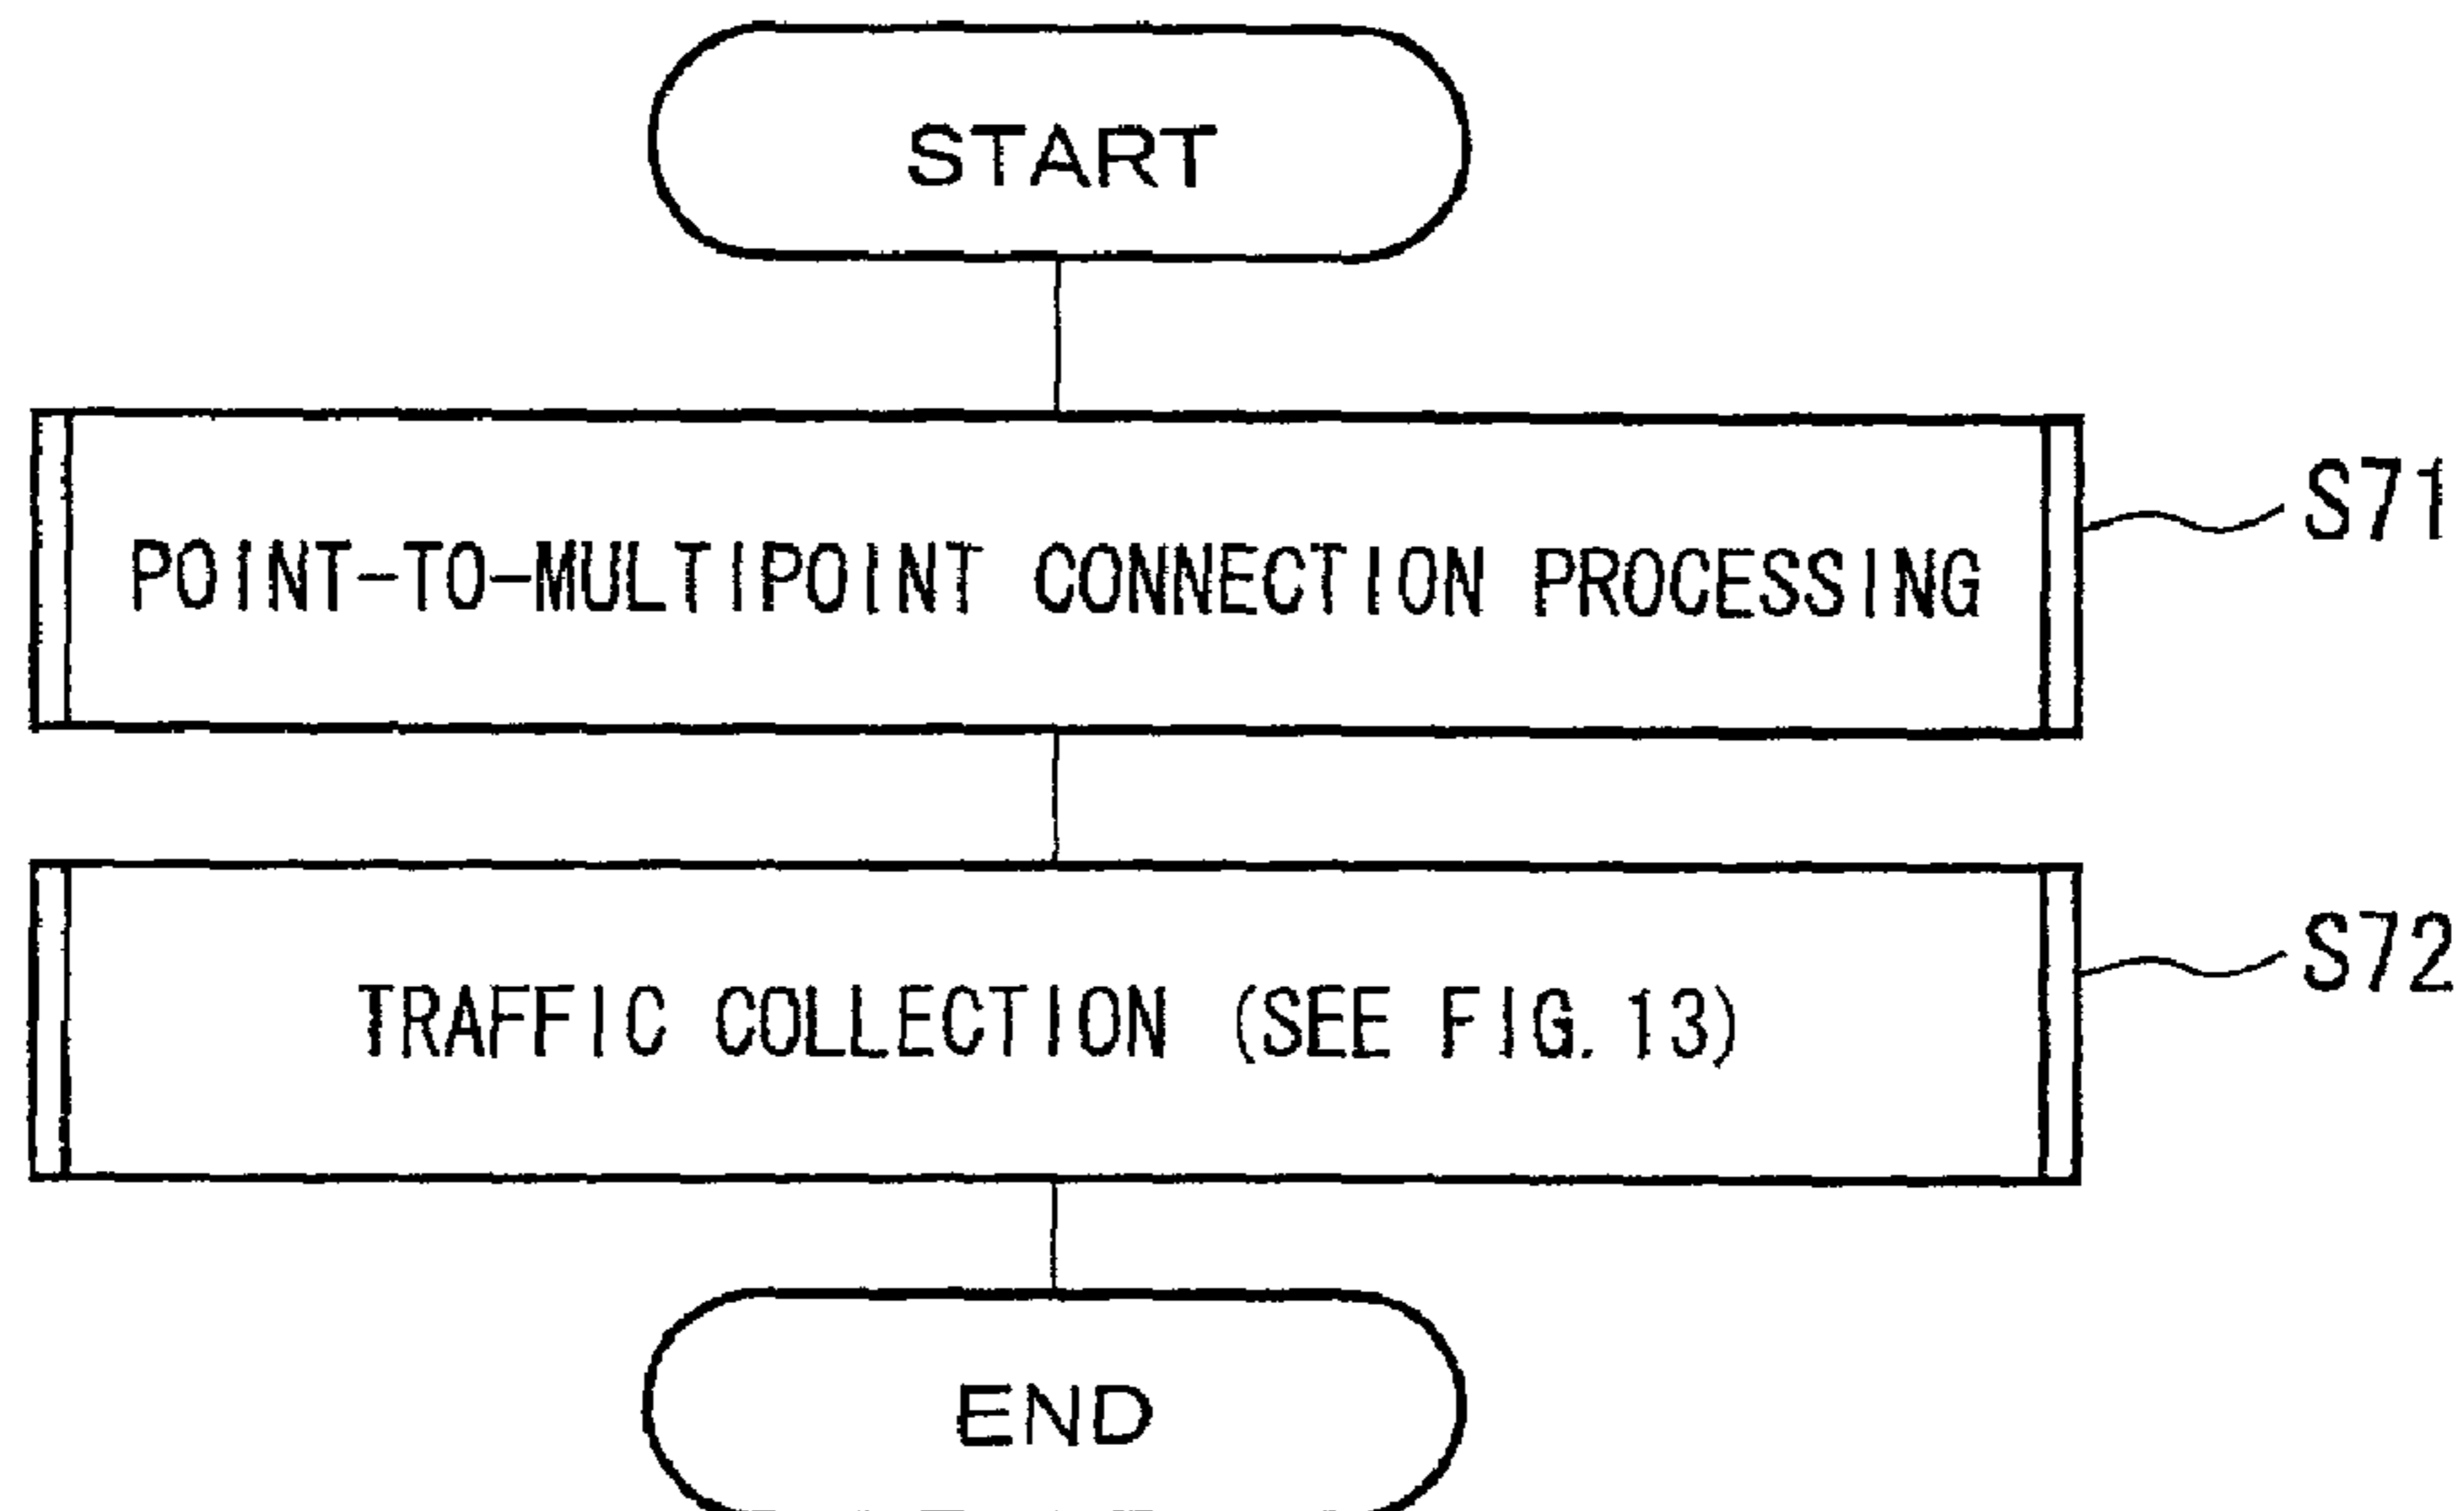 START
POINT-TO-MULTIPOINT CONNECTION PROCESSING
S71
TRAFFIC COLLECTION (SEE FIG. 13)
S72
END